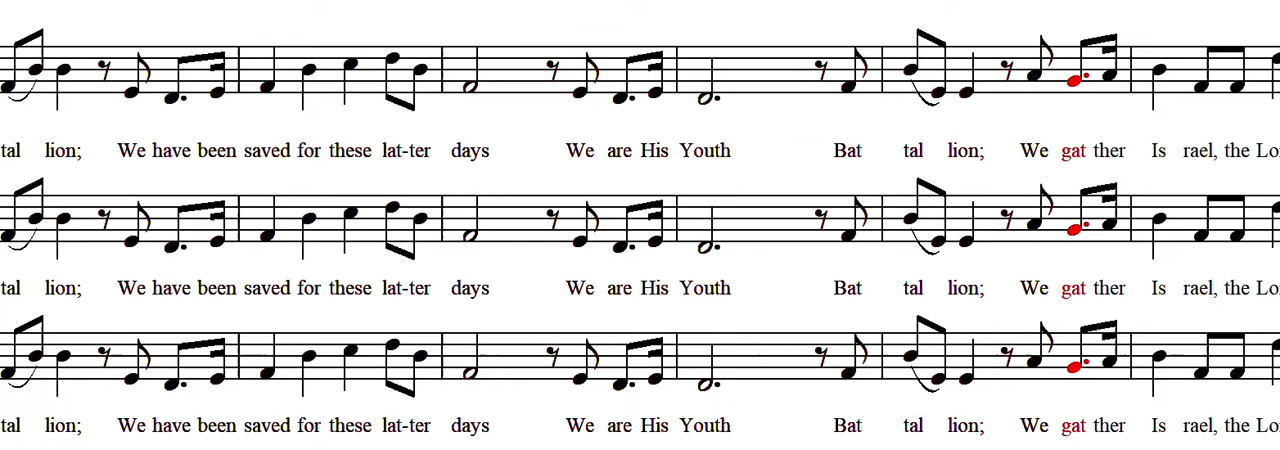 tal lion; We have been saved for these lat-ter days We are His Youth Bat tal lion; We gat ther Is rael, the Lo
tal lion; We have been saved for these lat-ter days We are His Youth Bat tal lion; We gat ther Is rael, the Lo
tal lion; We have been saved for these lat-ter days We are His Youth Bat tal lion; We gat ther Is rael, the Lo